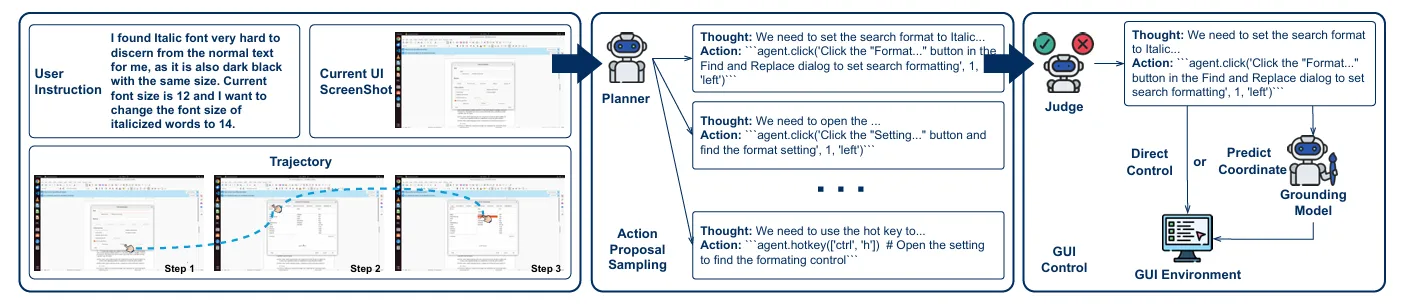 User
Instruction
I found Italic font very hard to
discern from the normal text
for me, as it is also dark black
with the same size. Current
font size is 12 and I want to
change the font size of
italicized words to 14.
Current UI
ScreenShot
Trajectory
Step 1
Step 2
Step 3
Planner
Action
Proposal
Sampling
Thought: We need to set the search format to Italic...
Action: ```agent.click('Click the "Format..." button in the
Find and Replace dialog to set search formatting', 1,
'left')```
Thought: We need to open the ...
Action: ```agent.click('Click the "Setting..." button and
find the format setting', 1, 'left')```
...
Thought: We need to use the hot key to...
Action: ```agent.hotkey(['ctrl', 'h']) # Open the setting
to find the formating control```
Judge
Thought: We need to set the search format
to Italic...
Action: ```agent.click('Click the "Format..."
button in the Find and Replace dialog to set
search formatting', 1, 'left')```
Direct
Control
or
Predict
Coordinate
Grounding
Model
GUI
Control
GUI Environment